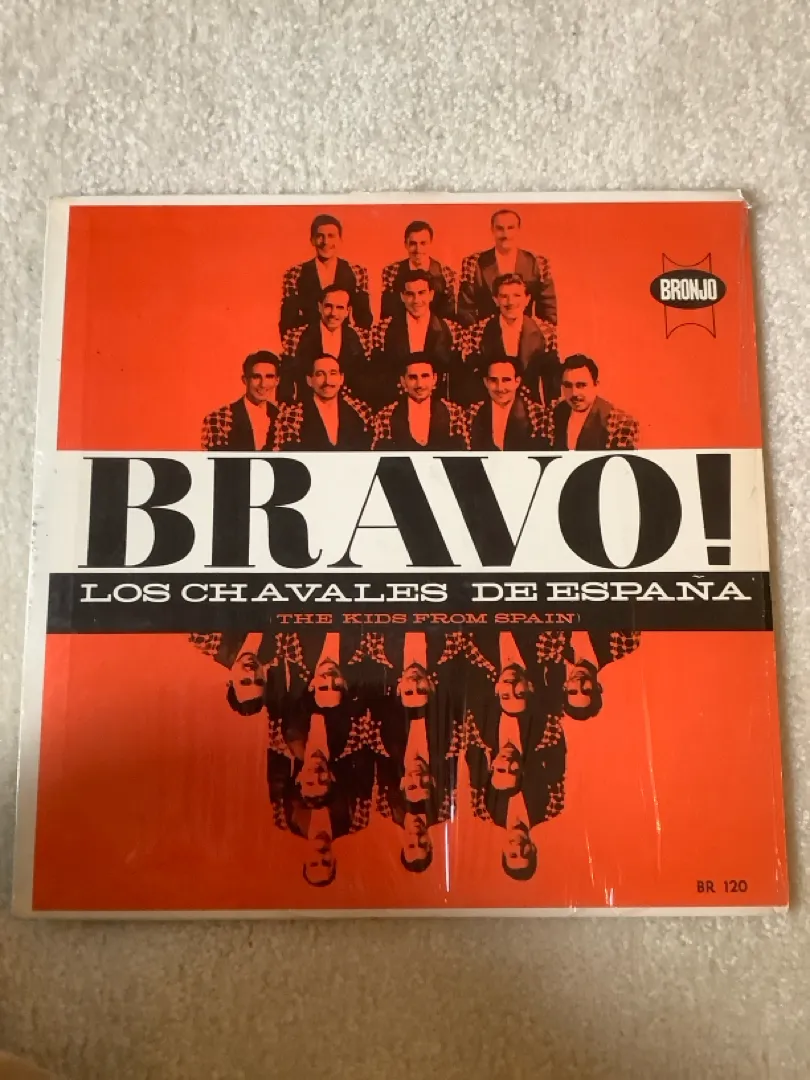 BRONJO
BRAVO!
LOS CHAVALES DE ESPAÑA
(THE KIDS FROM SPAIN)
BR 120